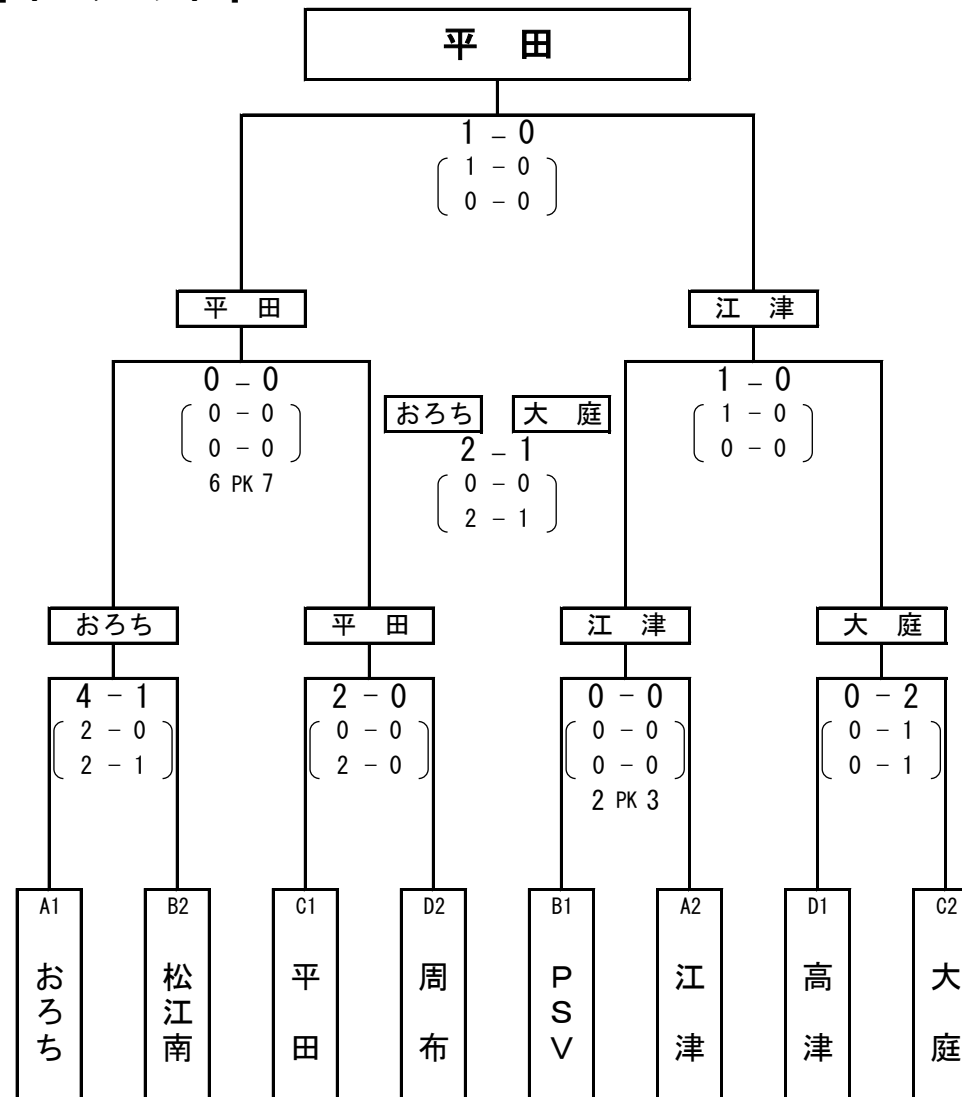 平 田
1 – 0
1 – 0
0 – 0
平 田
江 津
0 – 0
0 – 0
0 – 0
6 PK 7
おろち 大 庭
2 – 1
0 – 0
2 – 1
1 – 0
1 – 0
0 – 0
おろち
平 田
江 津
大 庭
4 – 1
2 – 0
2 – 1
2 – 0
0 – 0
2 – 0
0 – 0
0 – 0
0 – 0
2 PK 3
0 – 2
0 – 1
0 – 1
A1
おろち
B2
松江南
C1
平 田
D2
周 布
B1
PSV
A2
江 津
D1
高 津
C2
大 庭